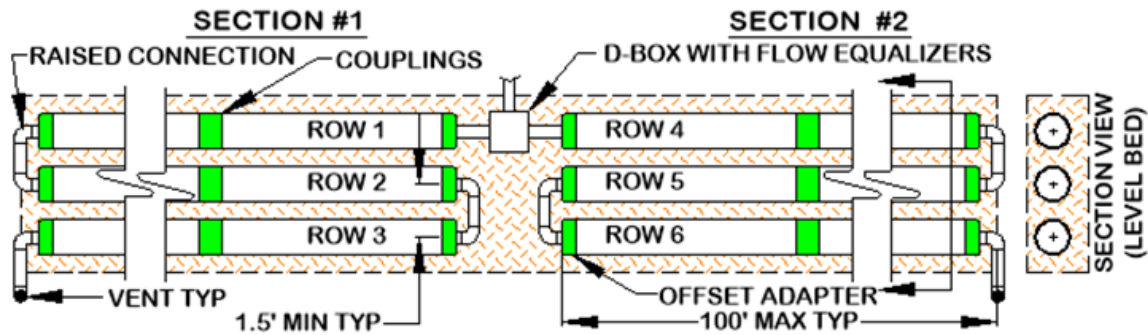 SECTION #1
SECTION #2
RAISED CONNECTION
COUPLINGS
D-BOX WITH FLOW EQUALIZERS
ROW 1
ROW 4
ROW 2
ROW 5
ROW 3
ROW 6
VENT TYP
1.5' MIN TYP
OFFSET ADAPTER
100' MAX TYP
SECTION VIEW
(LEVEL BED)